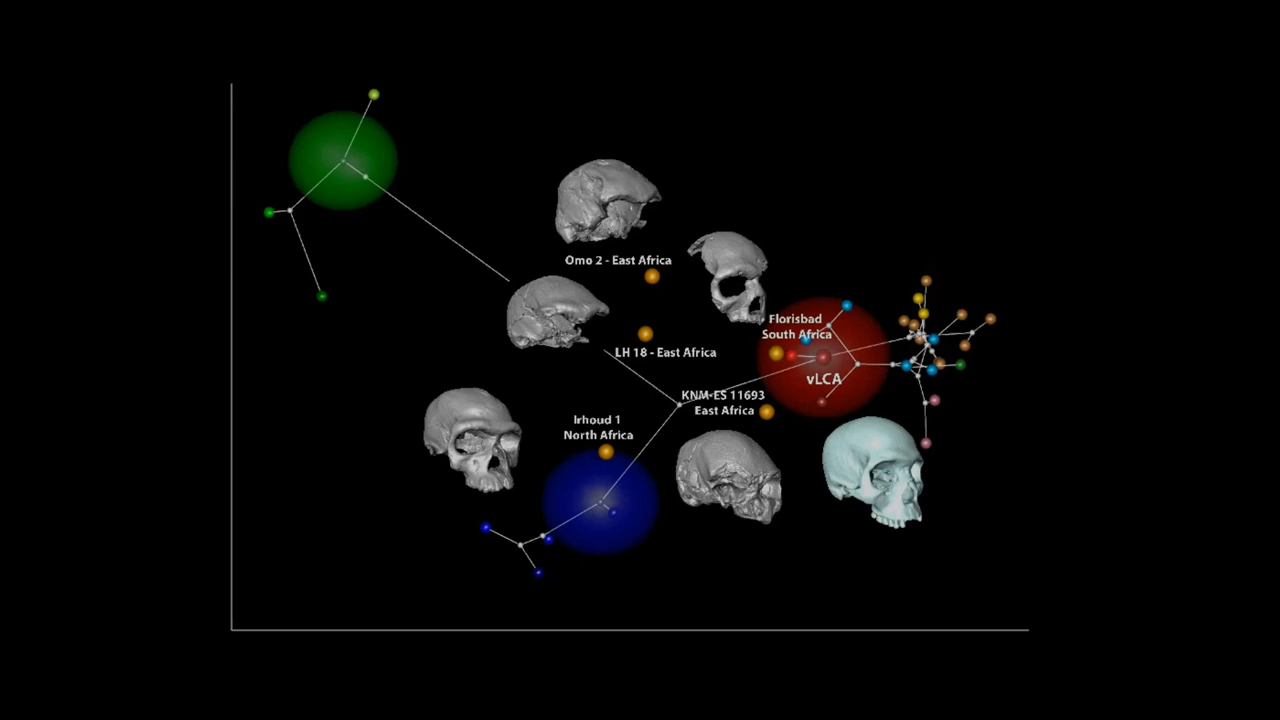 Omo 2 - East Africa
Florisbad
South Africa
LH 18 - East Africa
vLCA
KNM-ES 11693
East Africa
Irhoud 1
North Africa